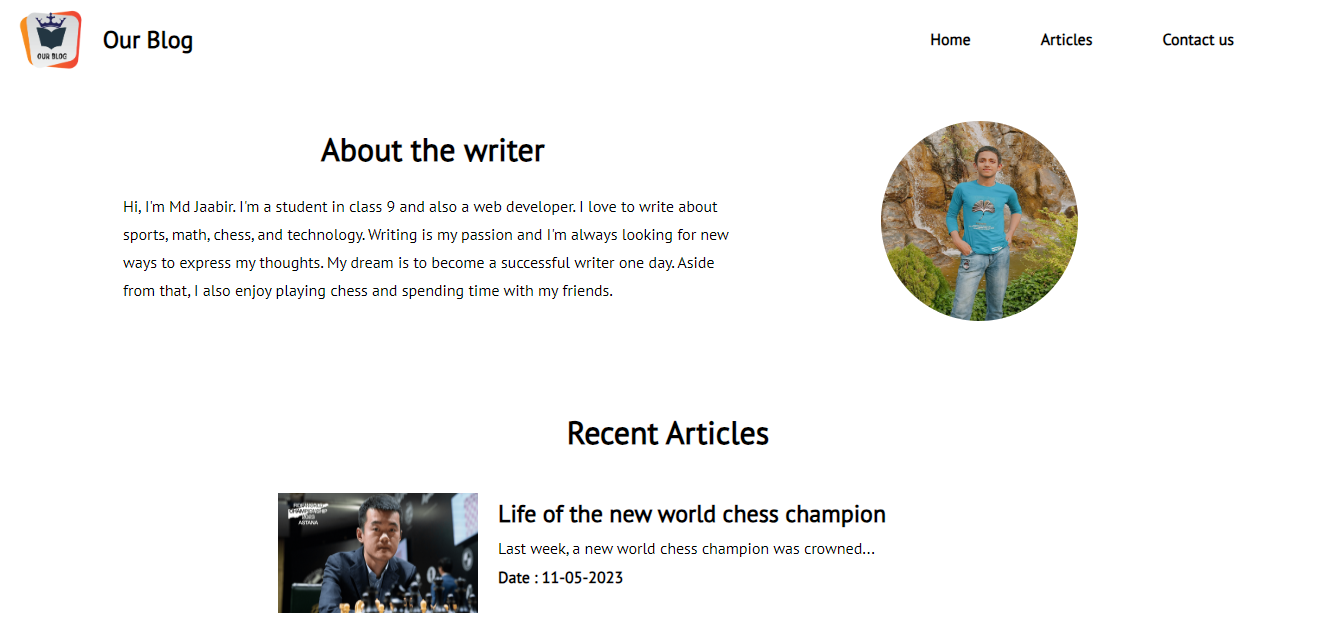 OUR BLOG
Our Blog
Home
Articles
Contact us
About the writer
Hi, I'm Md Jaabir. I'm a student in class 9 and also a web developer. I love to write about
sports, math, chess, and technology. Writing is my passion and I'm always looking for new
ways to express my thoughts. My dream is to become a successful writer one day. Aside
from that, I also enjoy playing chess and spending time with my friends.
Recent Articles
CHAMPIONSHIP
ASTANA
Life of the new world chess champion
Last week, a new world chess champion was crowned...
Date : 11-05-2023